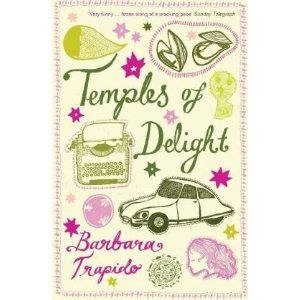 'Very funny ... fizzes along at a cracking pace' Sunday Telegraph
Temples of
Delight
Barbara
Trapido